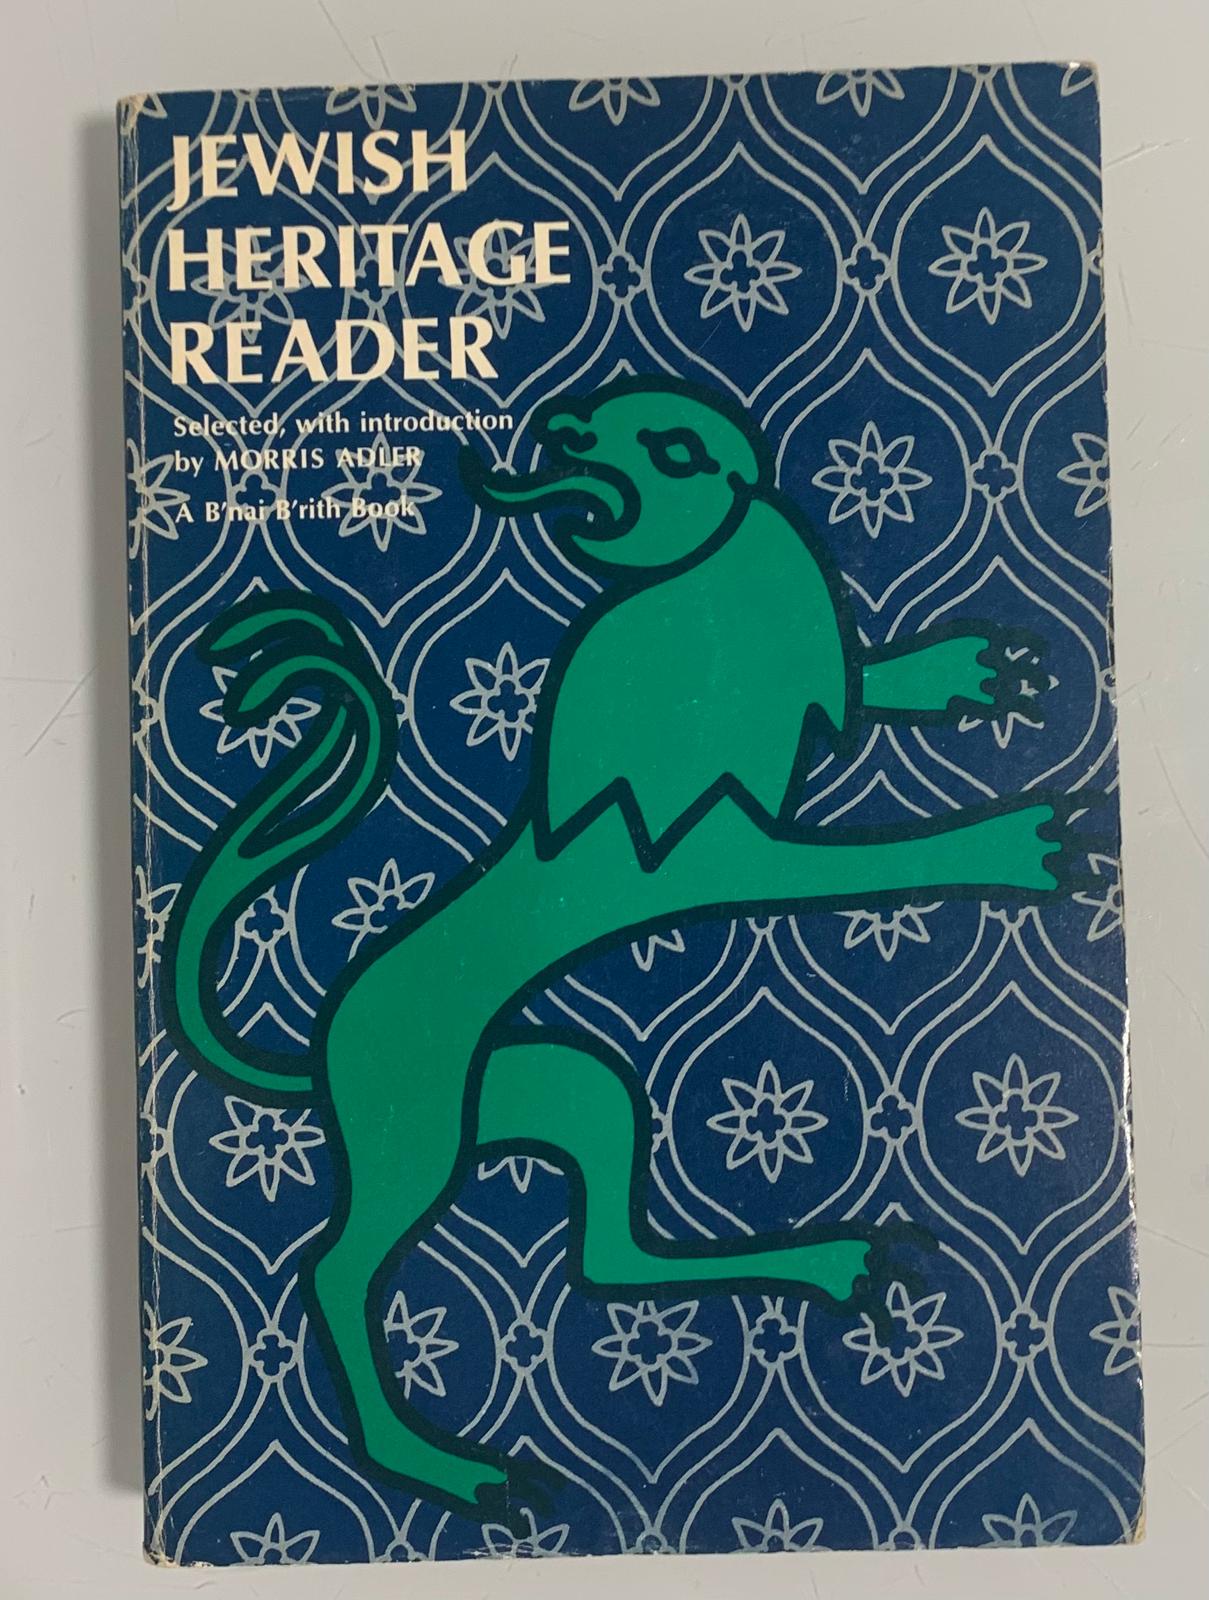 JEWISH
HERITAGE
READER
Selected, with introduction
by MORRIS ADLER
A B'nai B'rith Book